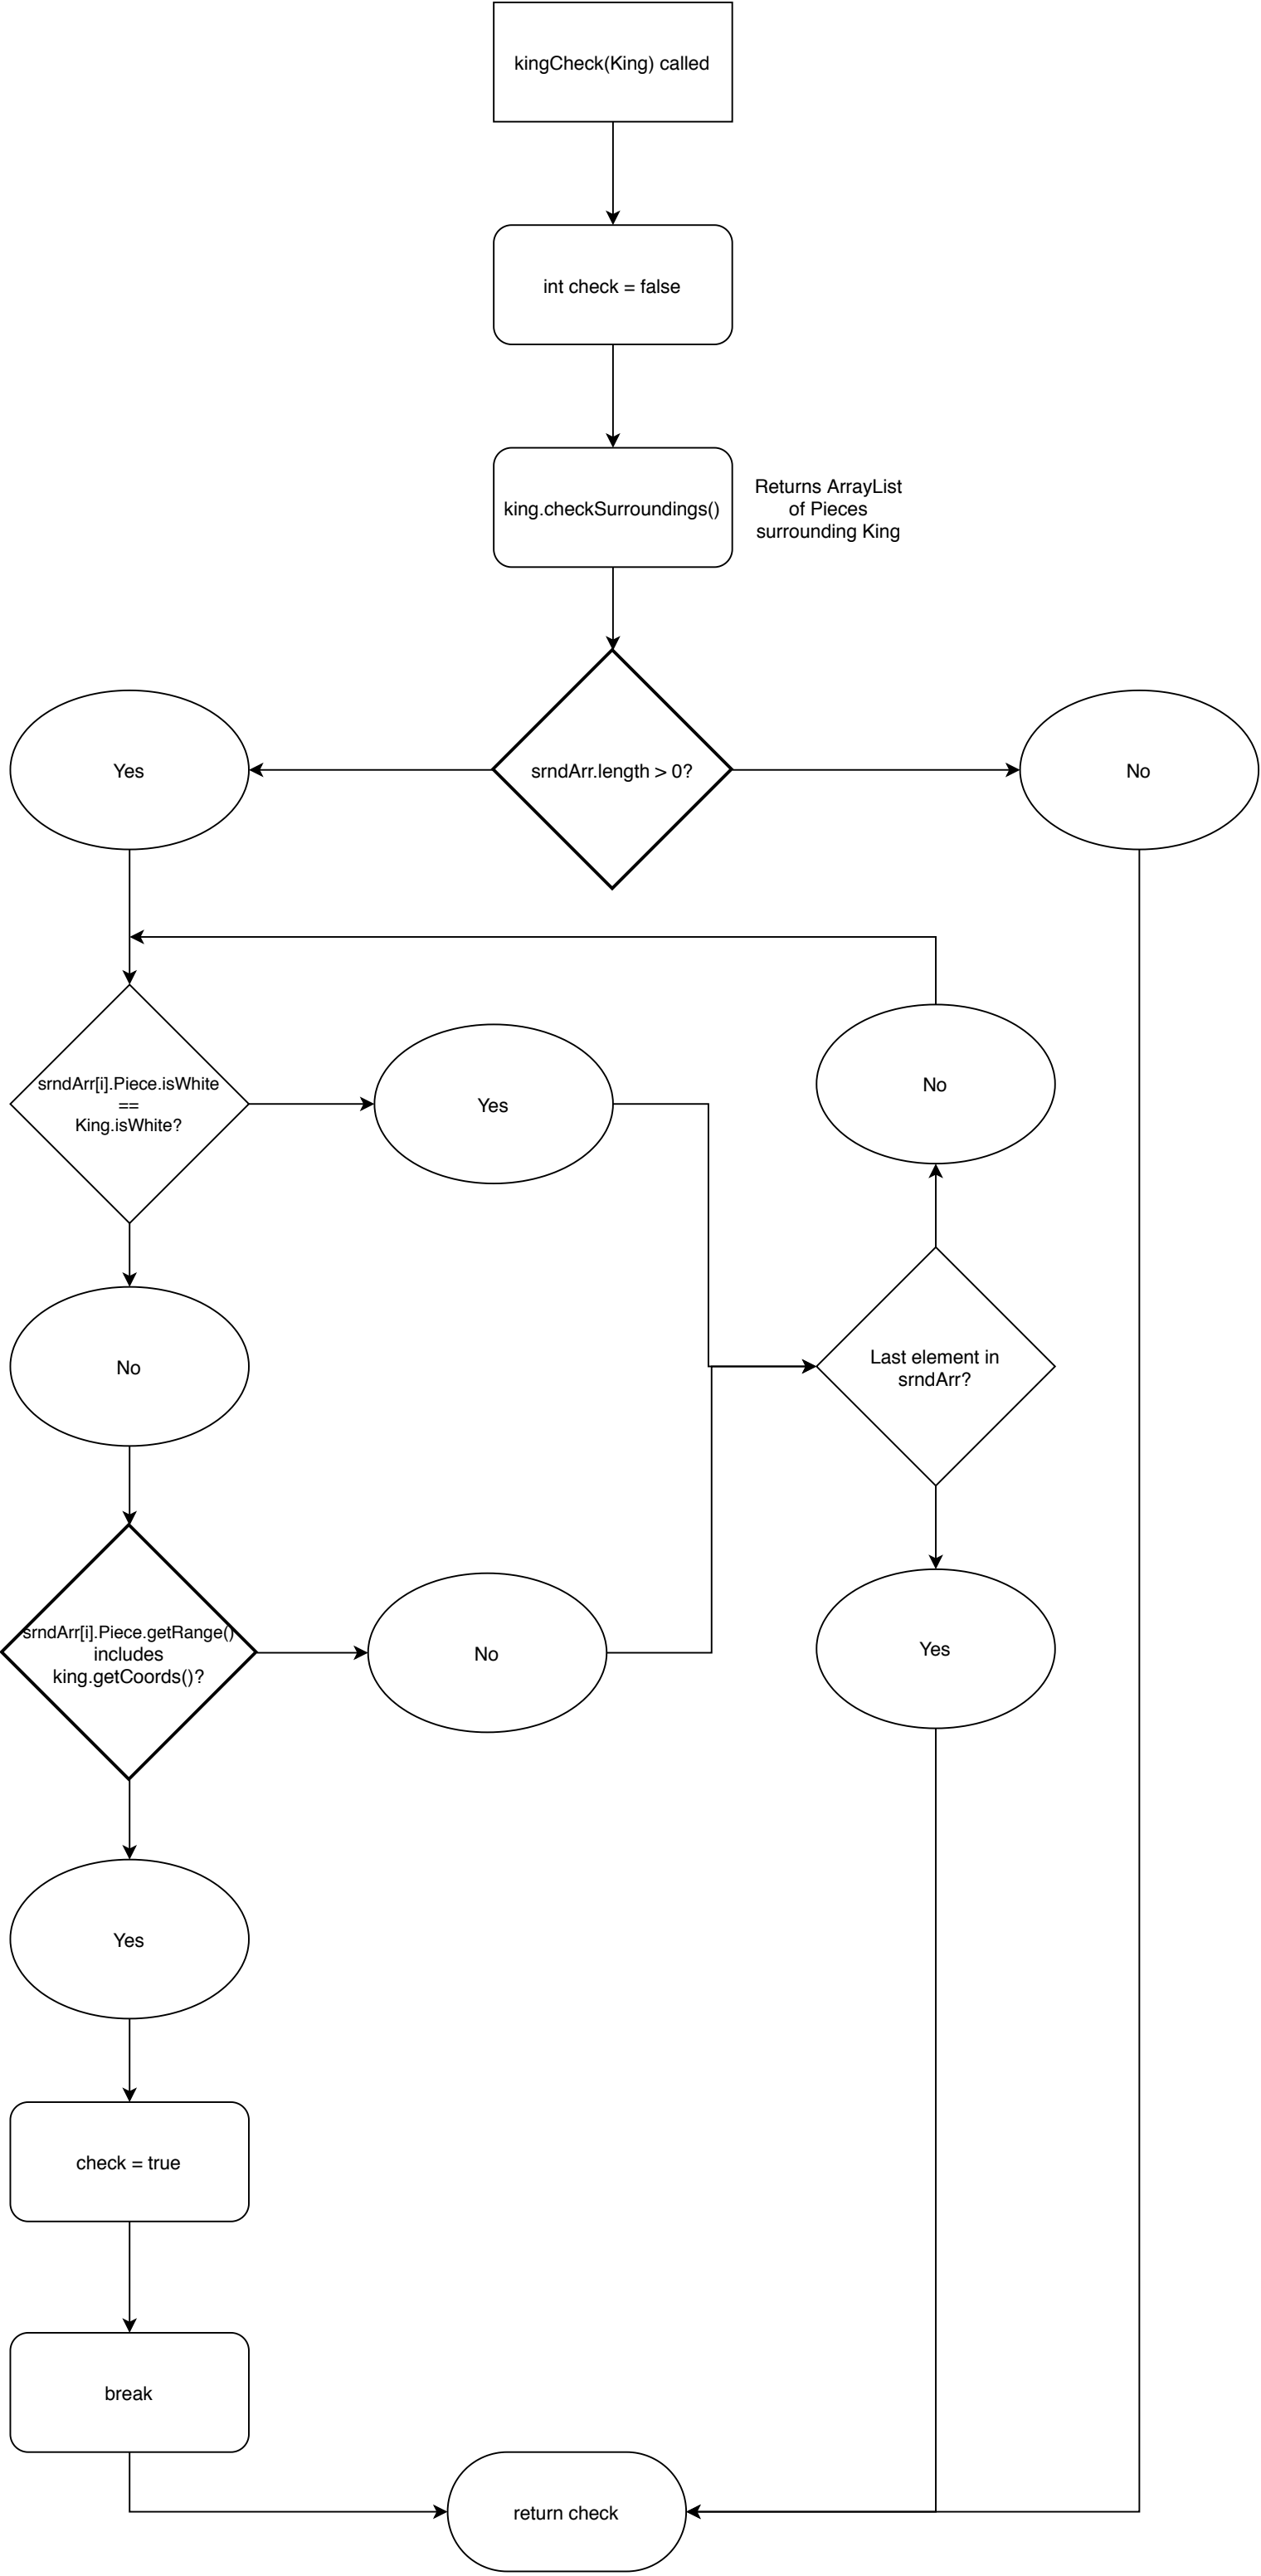 kingCheck(King) called
int check = false
king.checkSurroundings()
Returns ArrayList
of Pieces
surrounding King
Yes
srndArr.length > 0?
No
srndArr[i].Piece.isWhite
==
King.isWhite?
Yes
No
No
Last element in
srndArr?
srndArr[i].Piece.getRange()
includes
king.getCoords()?
No
Yes
Yes
check = true
break
return check